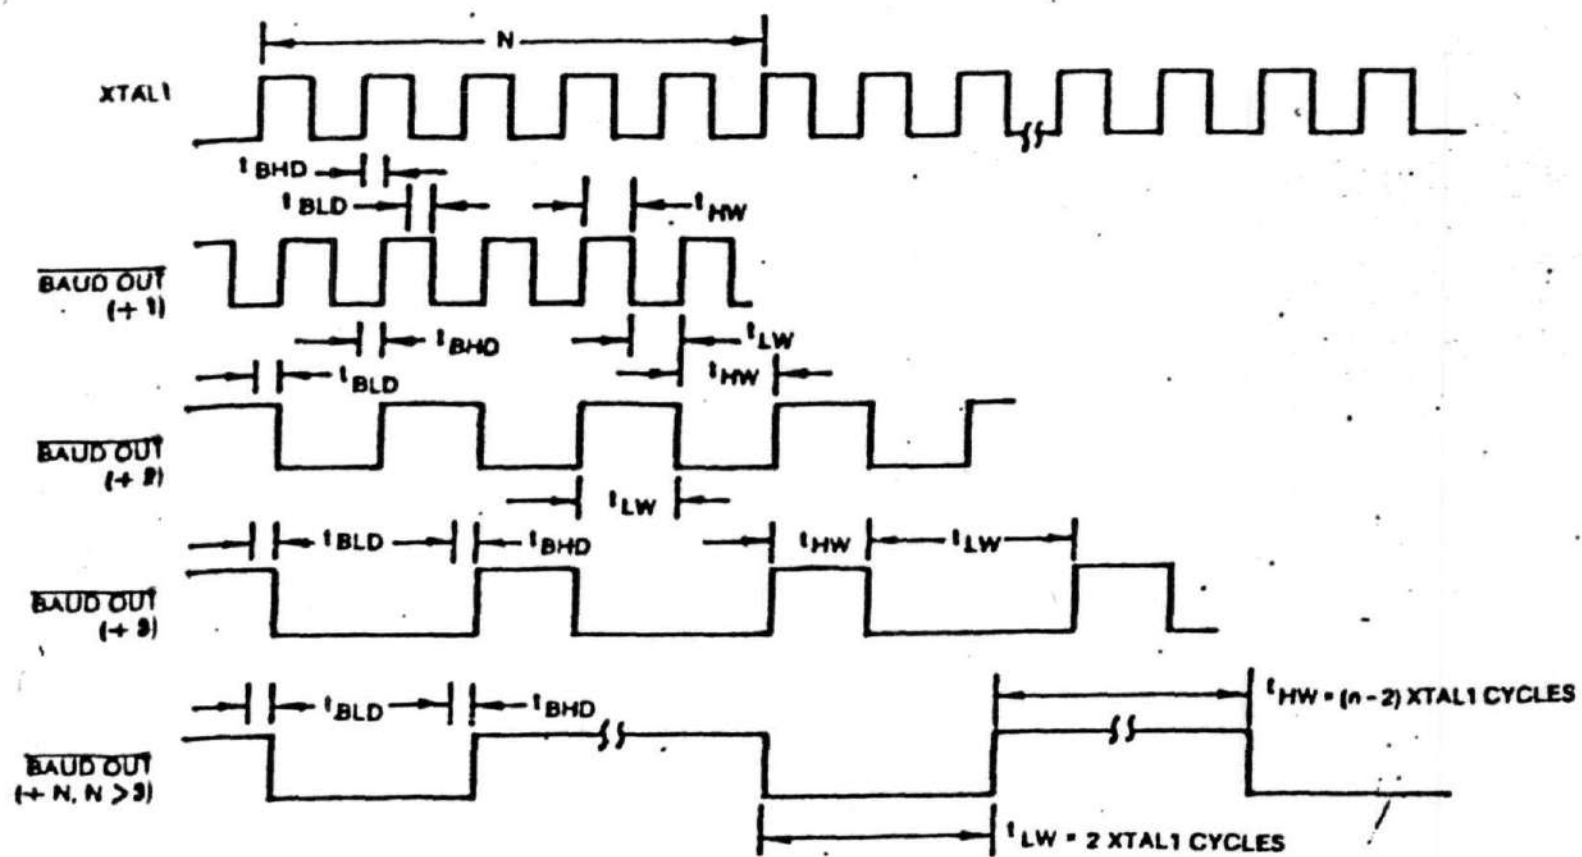 N
XTAL1
tBHD
tBLD
tHW
BAUD OUT
(÷ 1)
tBHD
tLW
tBLD
tHW
BAUD OUT
(÷ 2)
tLW
tBLD
tBHD
tHW
tLW
BAUD OUT
(÷ 3)
tBLD
tBHD
tHW = (n - 2) XTAL1 CYCLES
BAUD OUT
(÷ N, N > 3)
tLW = 2 XTAL1 CYCLES